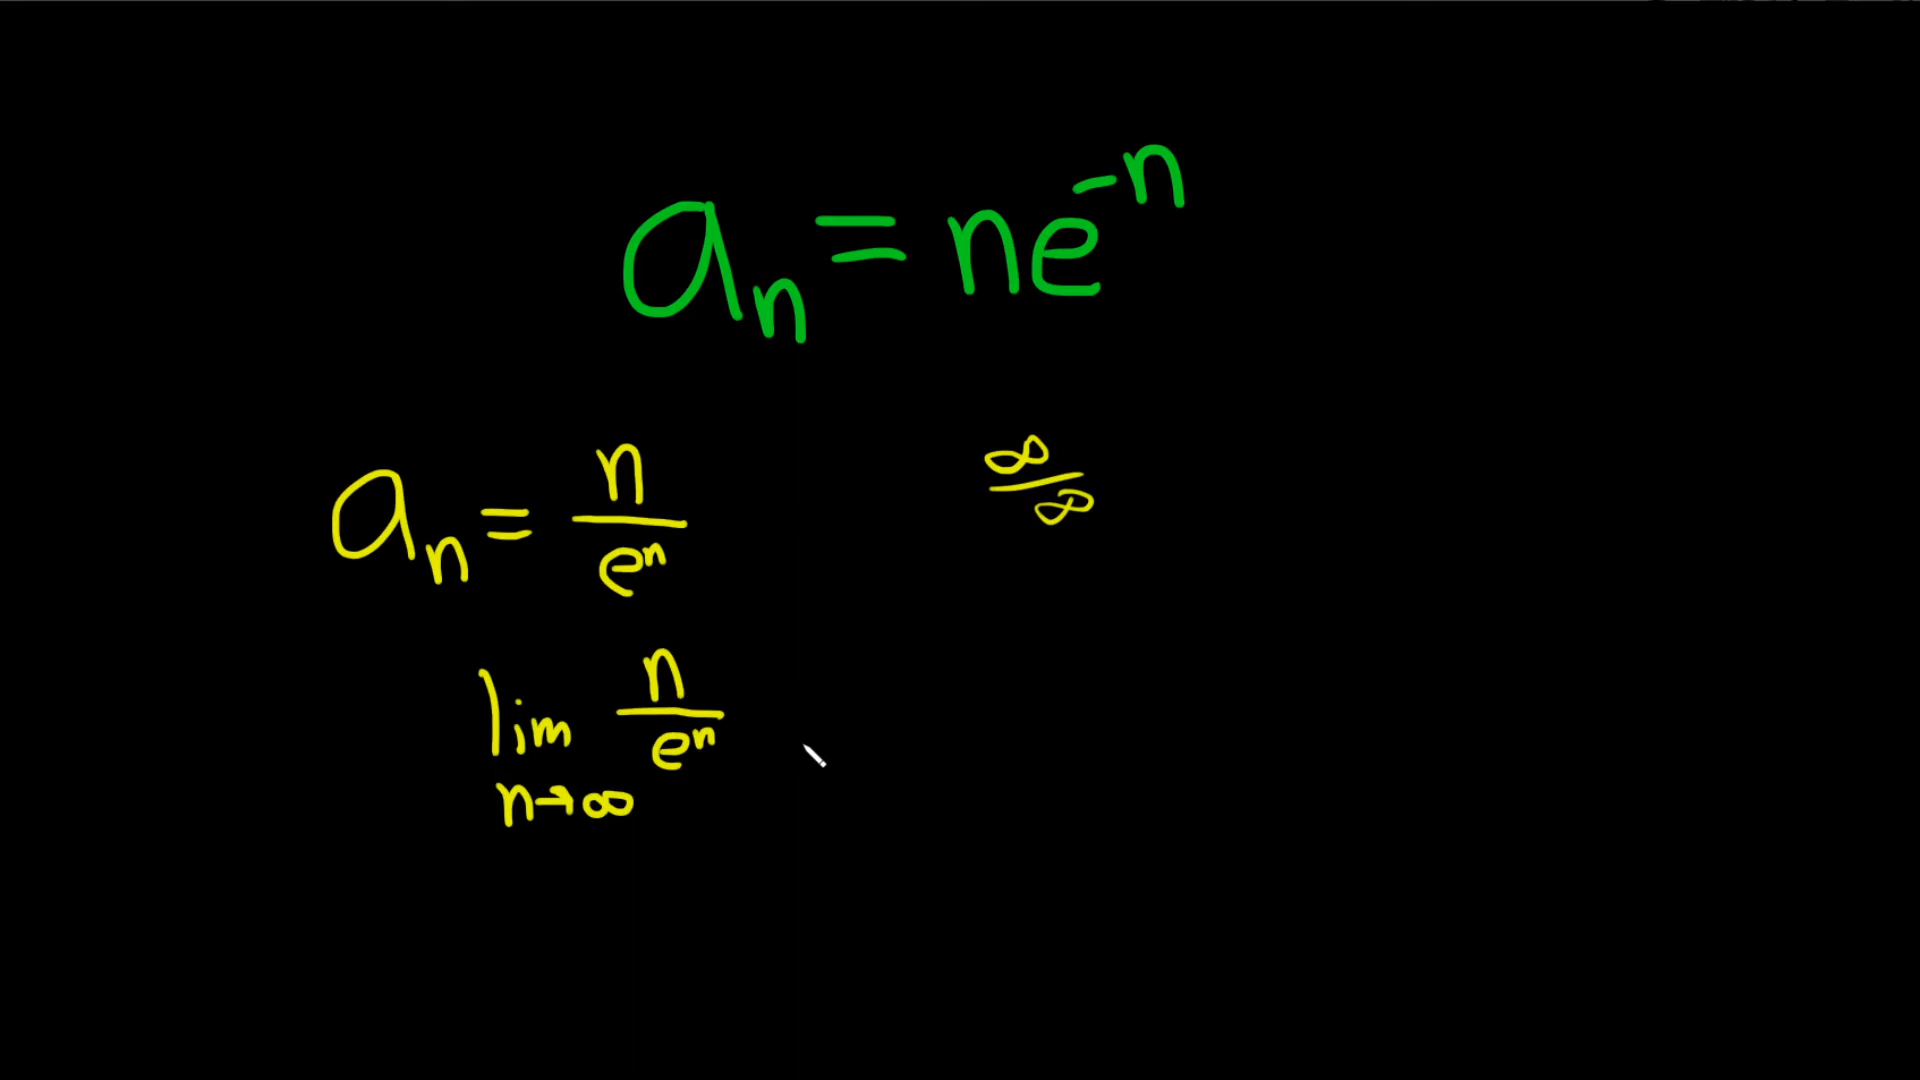 aₙ = ne⁻ⁿ
aₙ = n/eⁿ
∞/∞
lim n→∞ n/eⁿ